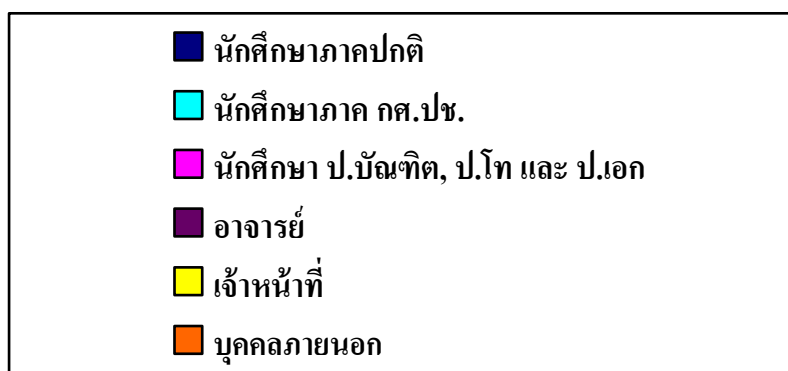 นักศึกษาภาคปกติ
นักศึกษาภาค กศ.ปช.
นักศึกษา ป.บัณฑิต, ป.โท และ ป.เอก
อาจารย์
เจ้าหน้าที่
บุคคลภายนอก